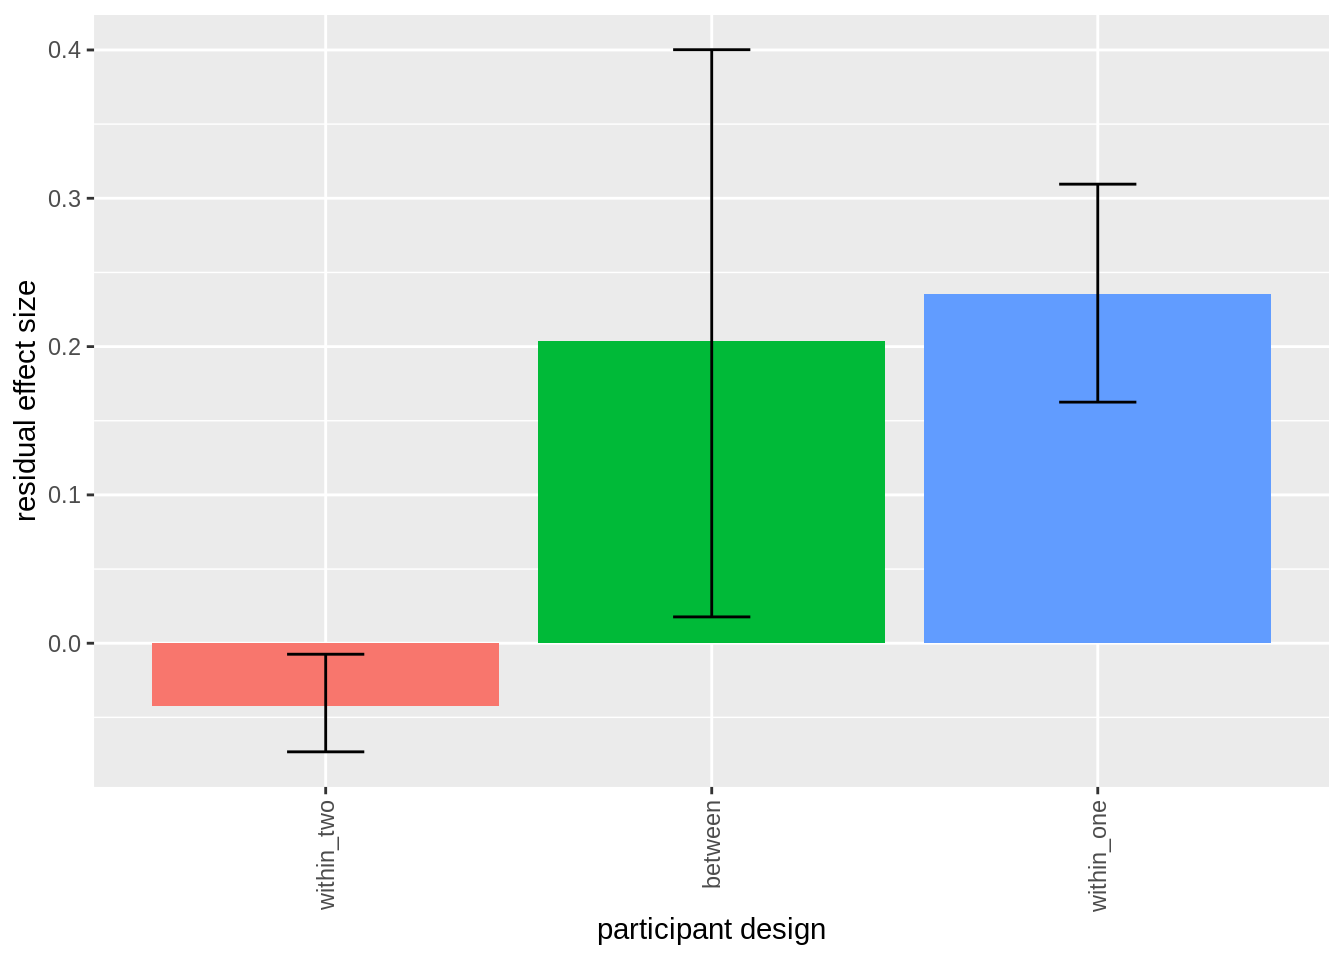 residual effect size
0.4
0.3
0.2
0.1
0.0
within_two
between
within_one
participant design